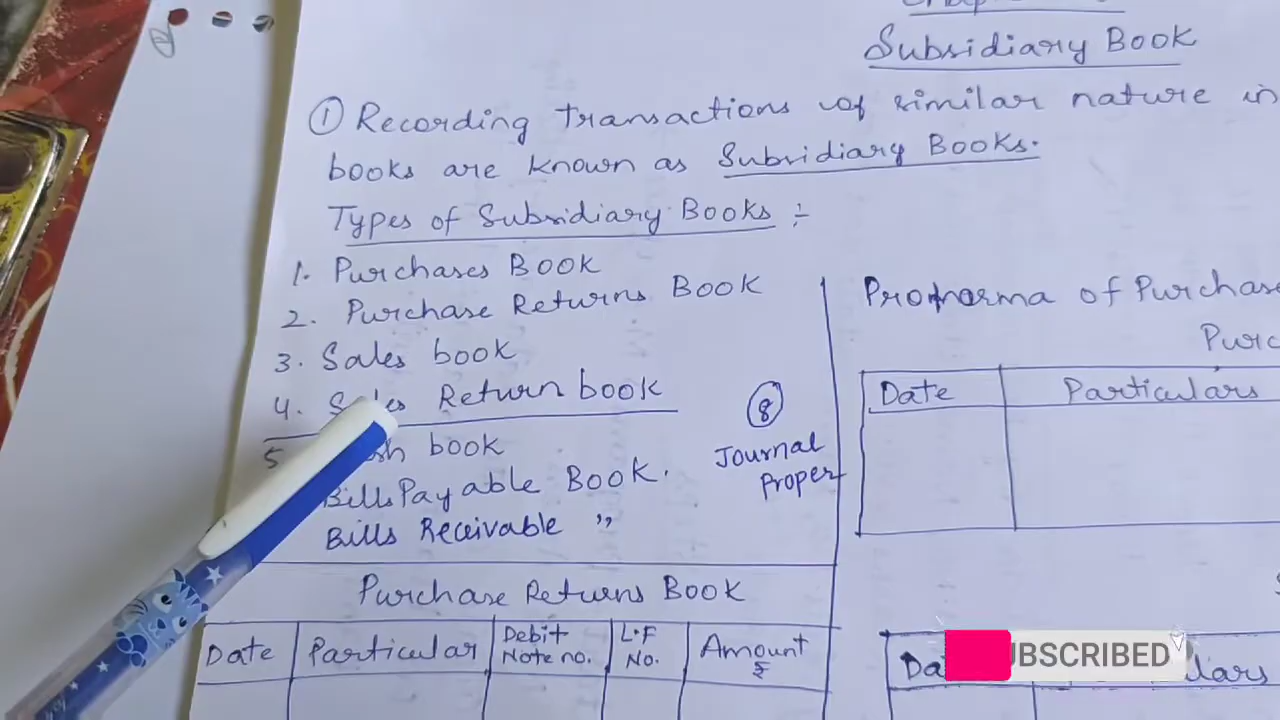 Subsidiary Book
① Recording transactions of similar nature in
books are known as Subsidiary Books.
Types of Subsidiary Books :-
1. Purchases Book
2. Purchase Returns Book
3. Sales book
4. Sales Return book
5 book
Bills Payable Book.
Bills Receivable "
⑧
Journal
Proper
Proforma of Purchase
Date Particulars
Purchase Returns Book
Date Particular Debit Note no. L.F No. Amount ₹
UBSCRIBED